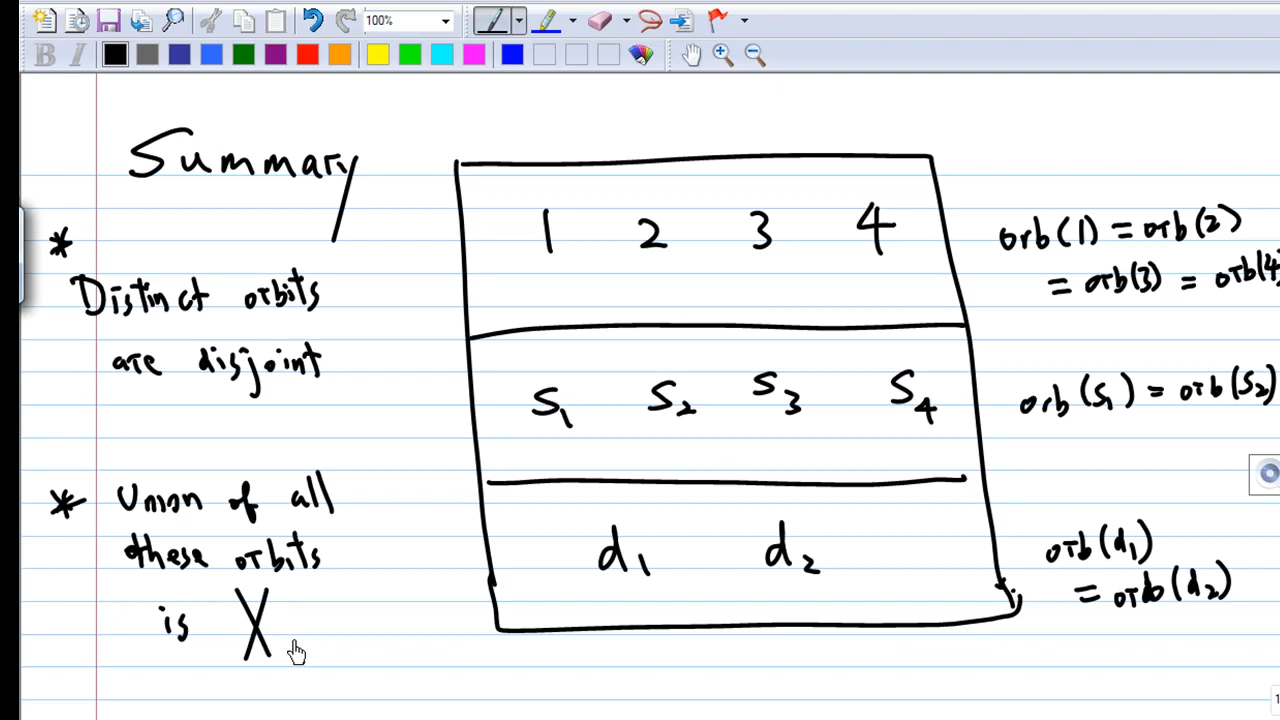 100%
B I
Summary
* Distinct orbits
are disjoint
* Union of all
these orbits
is X
1 2 3 4
S1 S2 S3 S4
d1 d2
orb(1) = orb(2)
= orb(3) = orb(4
orb(S1) = orb(S2)
orb(d1)
= orb(d2)